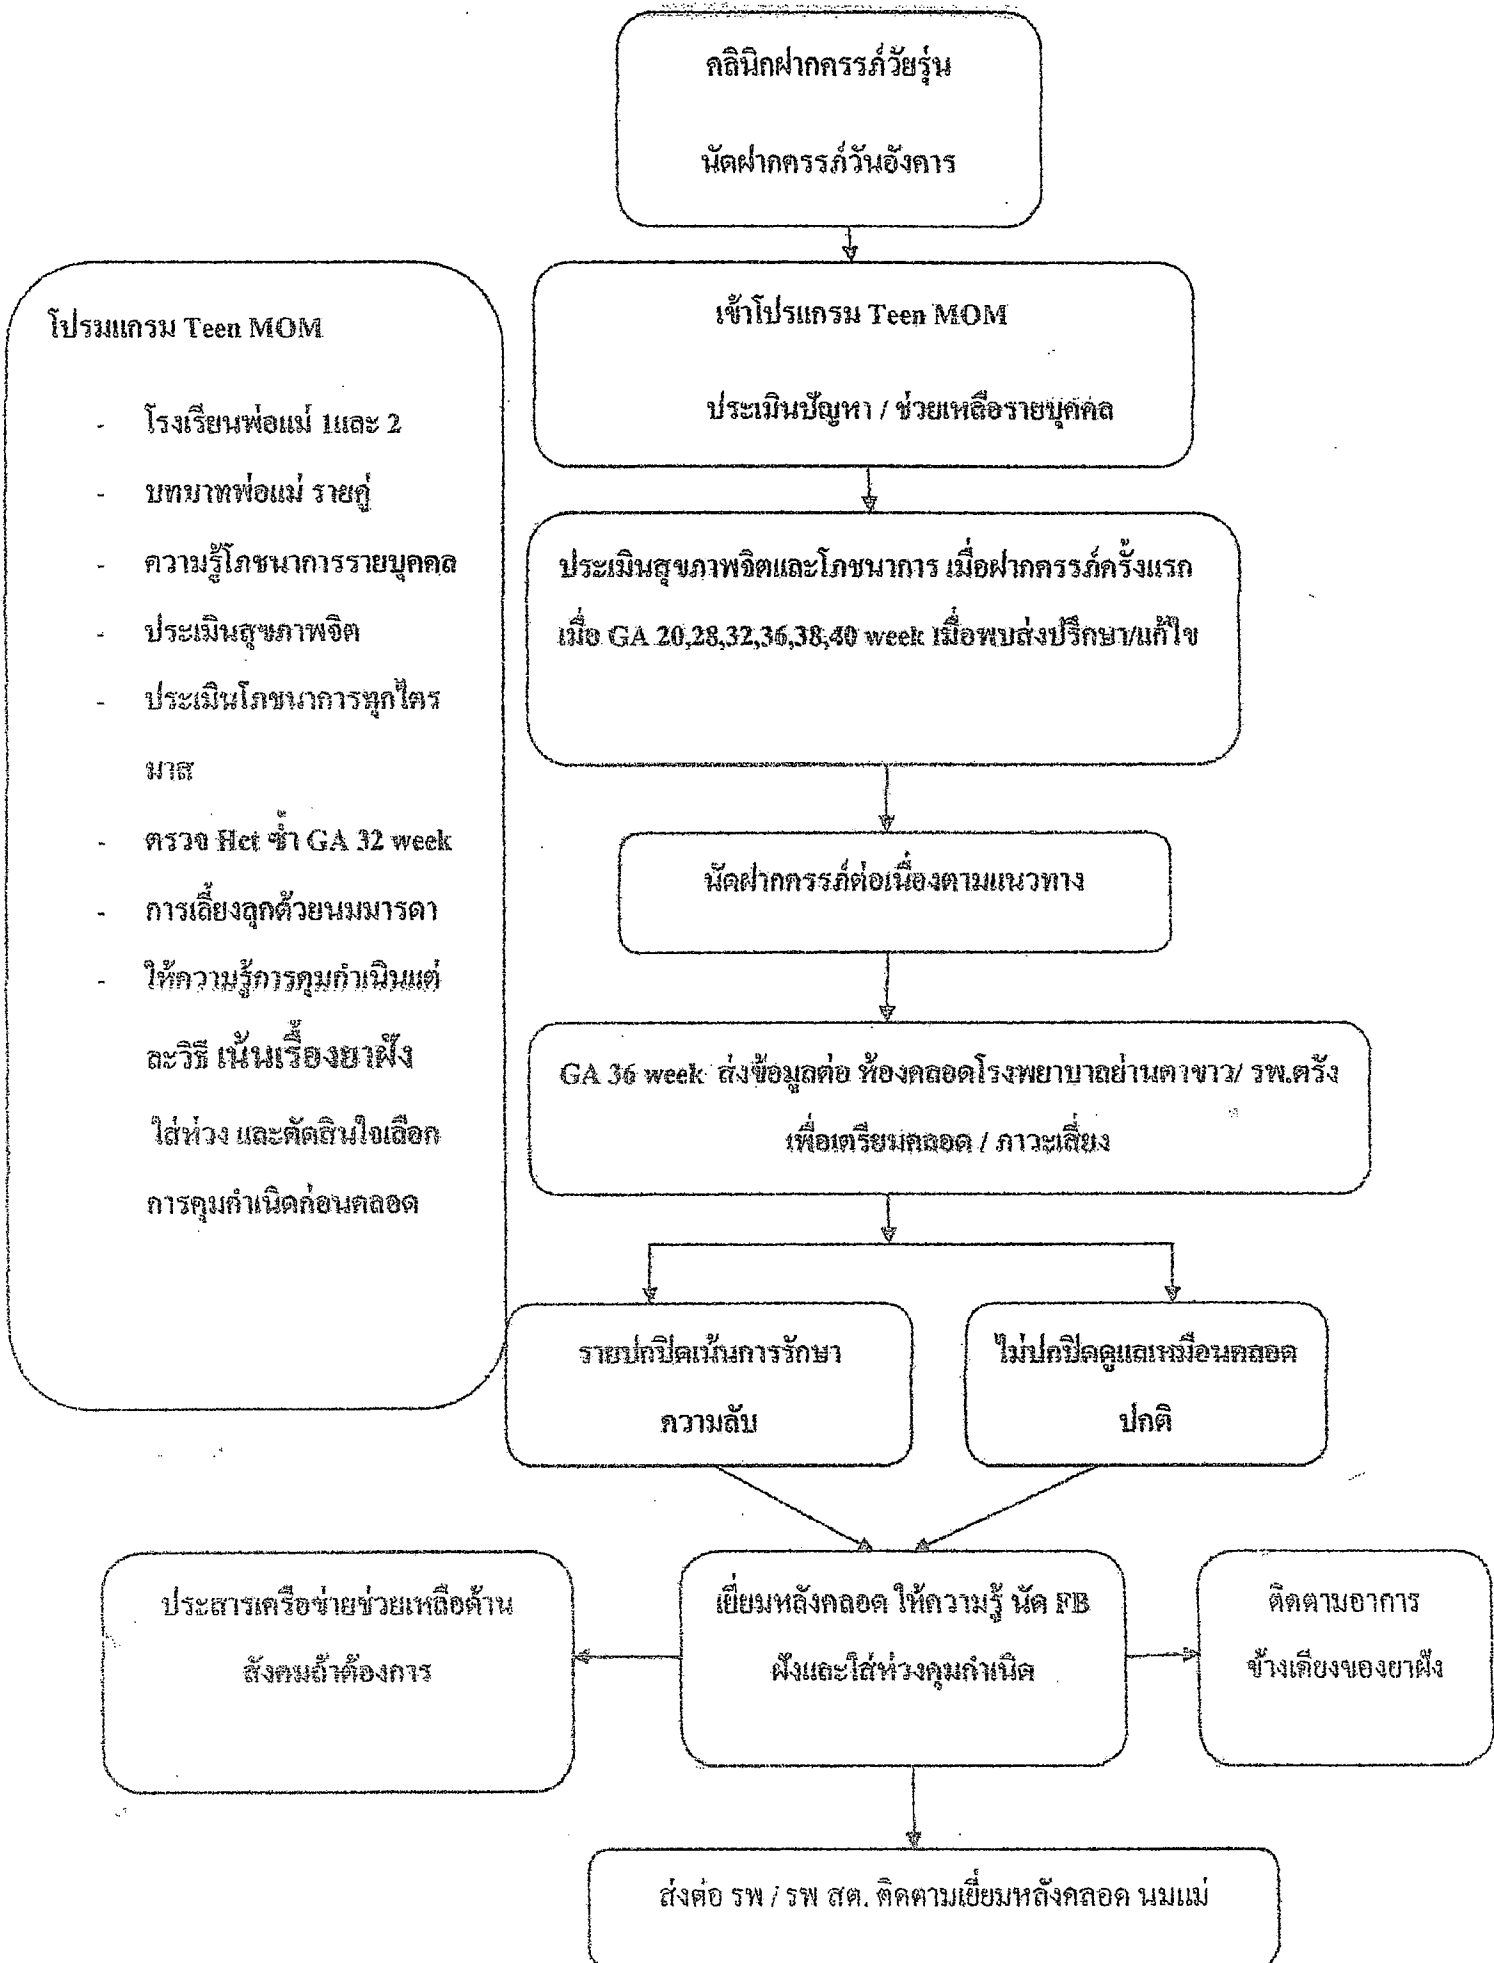 คลินิกฝากครรภ์วัยรุ่น
นัดฝากครรภ์วันอังคาร
เข้าโปรแกรม Teen MOM
ประเมินปัญหา / ช่วยเหลือรายบุคคล
โปรมแกรม Teen MOM
- โรงเรียนพ่อแม่ 1และ 2
- บทบาทพ่อแม่ รายคู่
- ความรู้โภชนาการรายบุคคล
- ประเมินสุขภาพจิต
- ประเมินโภชนาการทุกไตร
มาส
- ตรวจ Hct ซ้ำ GA 32 week
- การเลี้ยงลูกด้วยนมมารดา
- ให้ความรู้การคุมกำเนินแต่
ละวิธี เน้นเรื่องยาฝัง
ใส่ห่วง และตัดสินใจเลือก
การคุมกำเนิดก่อนคลอด
ประเมินสุขภาพจิตและโภชนาการ เมื่อฝากครรภ์ครั้งแรก
เมื่อ GA 20,28,32,36,38,40 week เมื่อพบส่งปรึกษา/แก้ไข
นัดฝากครรภ์ต่อเนื่องตามแนวทาง
GA 36 week ส่งข้อมูลต่อ ห้องคลอดโรงพยาบาลย่านตาขาว/ รพ.ตรัง
เพื่อเตรียมคลอด / ภาวะเสี่ยง
รายปกปิดเน้นการรักษา
ความลับ
ไม่ปกปิดดูแลเหมือนคลอด
ปกติ
ประสารเครือข่ายช่วยเหลือด้าน
สังคมถ้าต้องการ
เยี่ยมหลังคลอด ให้ความรู้ นัด FB
ฝังและใส่ห่วงคุมกำเนิด
ติดตามอาการ
ข้างเคียงของยาฝัง
ส่งต่อ รพ / รพ สต. ติดตามเยี่ยมหลังคลอด นมแม่